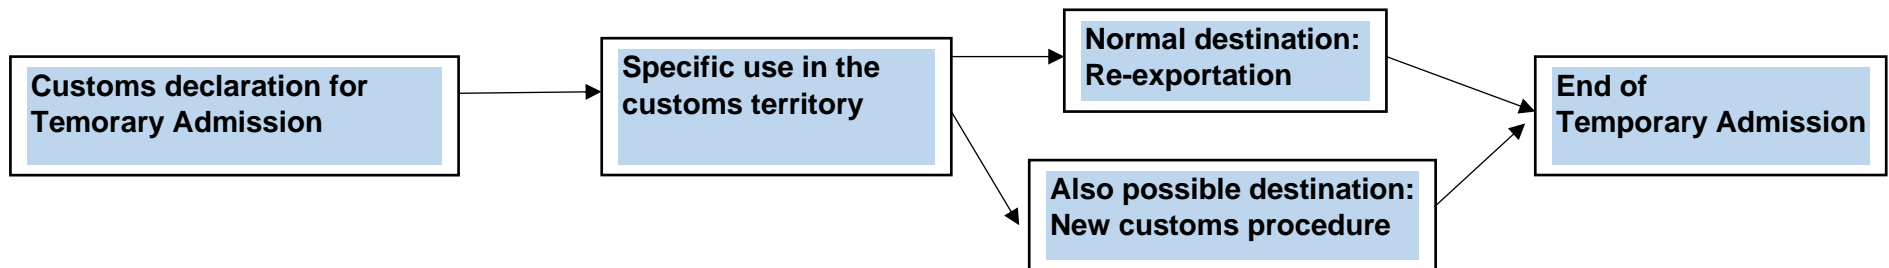 Customs declaration for
Temorary Admission
Specific use in the
customs territory
Normal destination:
Re-exportation
Also possible destination:
New customs procedure
End of
Temporary Admission